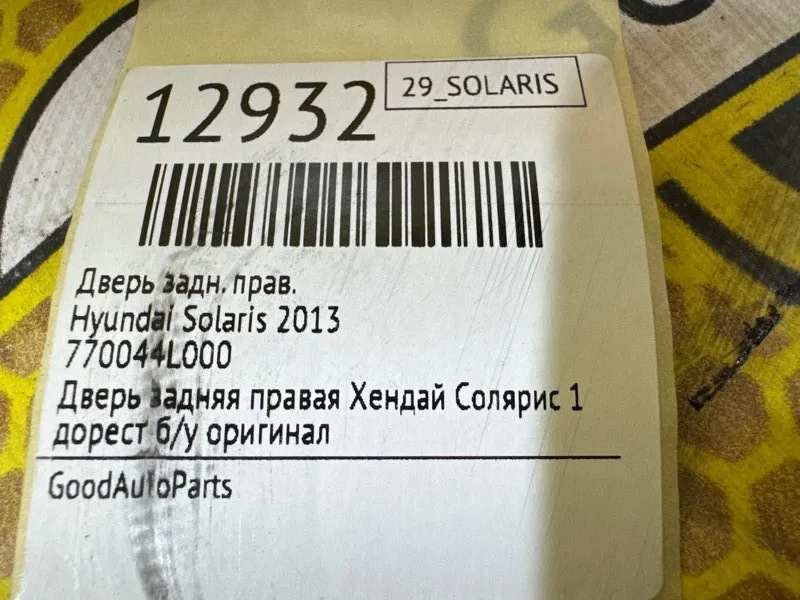 12932
29_SOLARIS
Дверь задн. прав.
Hyundai Solaris 2013
770044L000
Дверь задняя правая Хендай Солярис 1
дорест б/у оригинал
GoodAutoParts